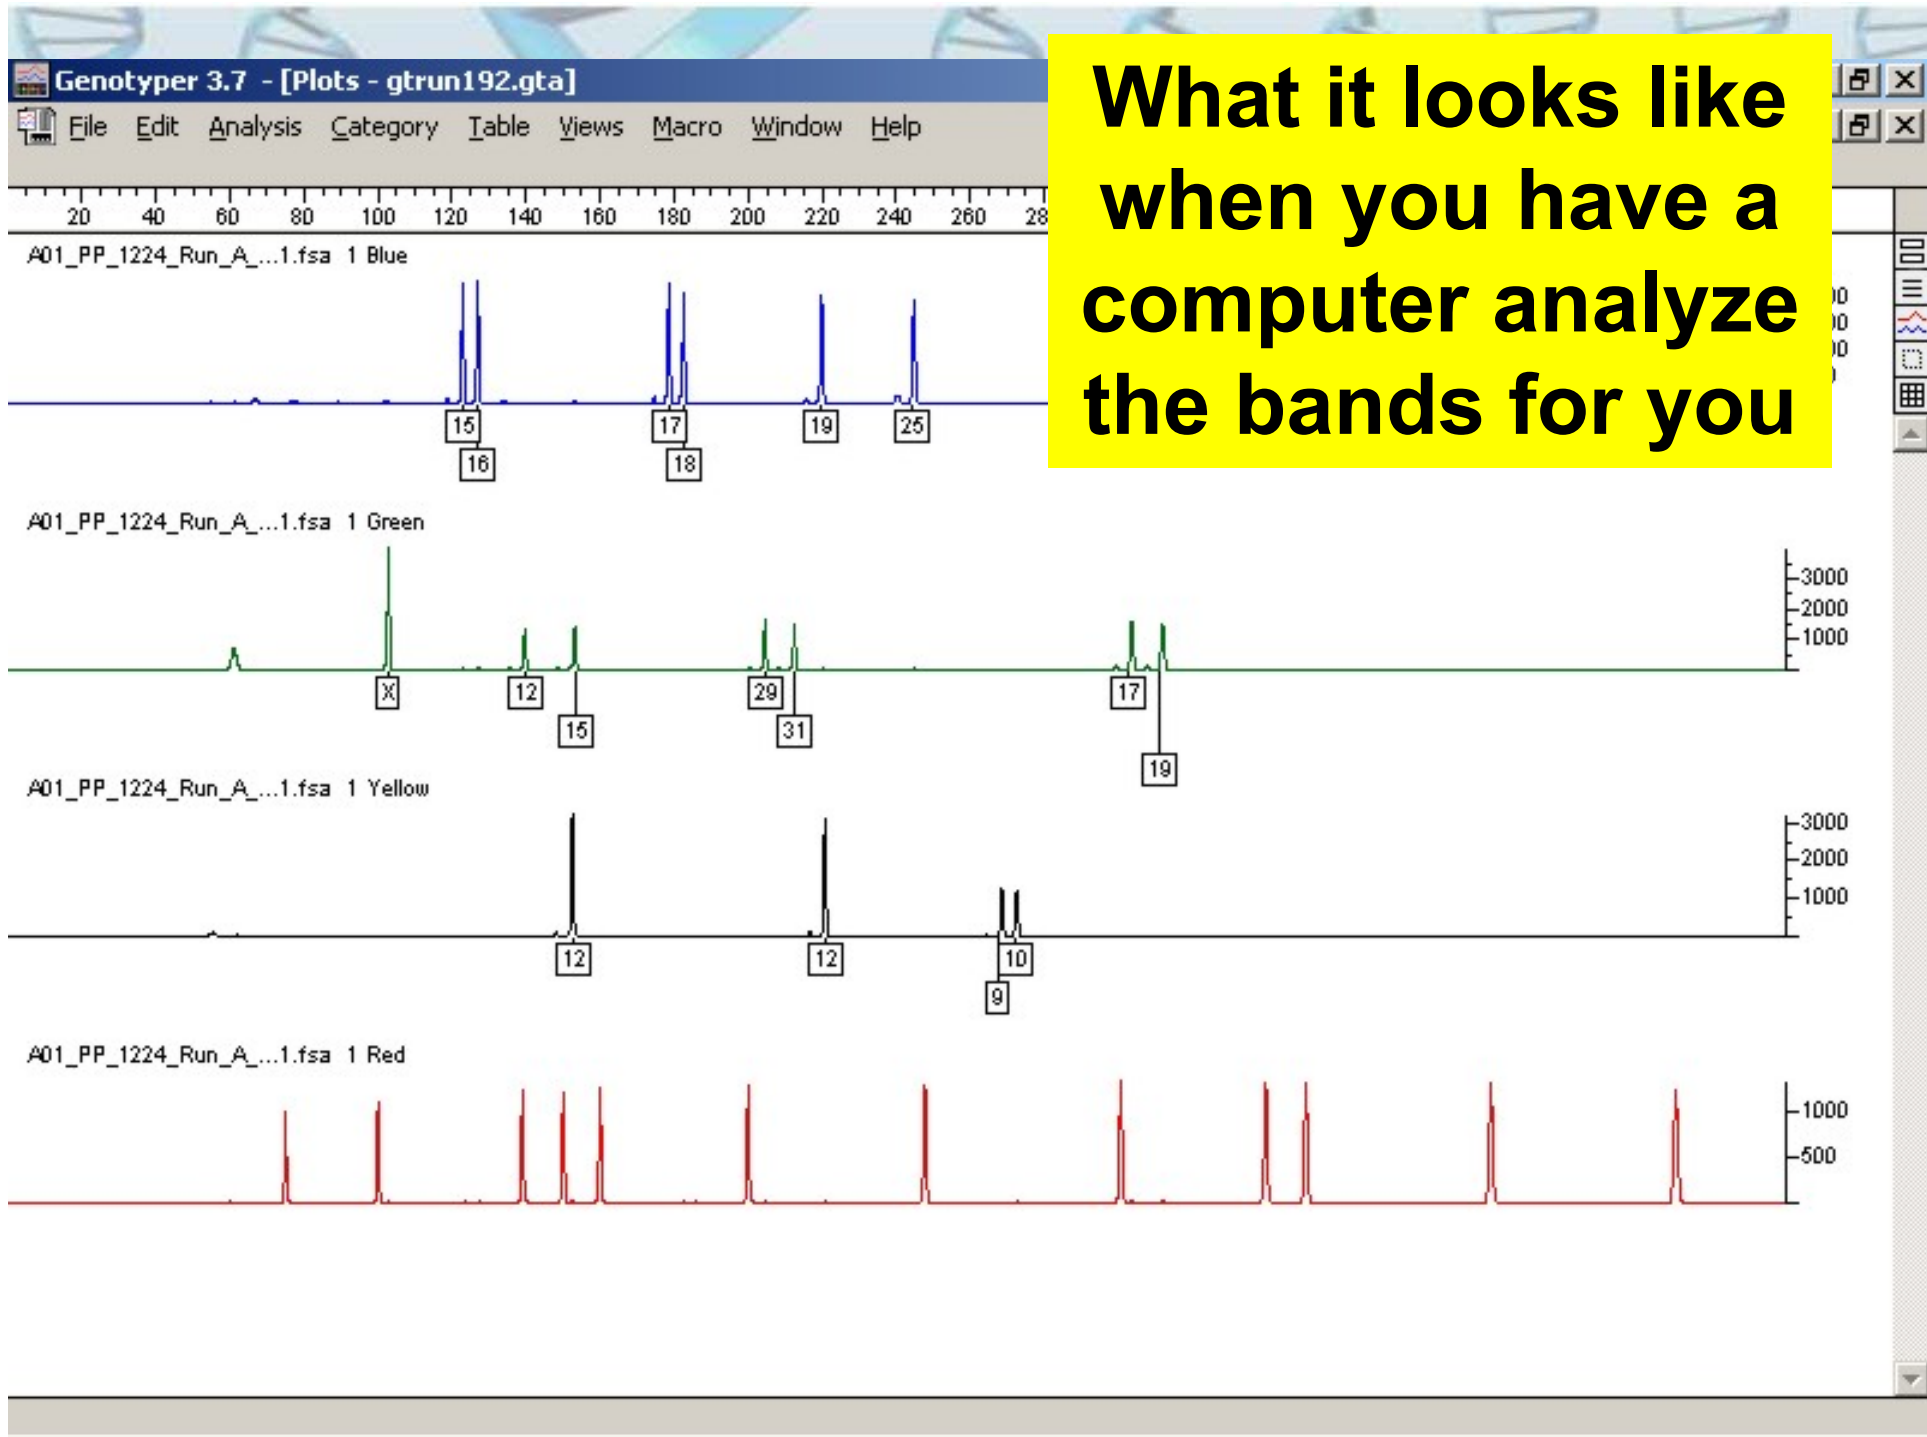 Genotyper 3.7 - [Plots - gtrun192.gta]
File Edit Analysis Category Table Views Macro Window Help
What it looks like
when you have a
computer analyze
the bands for you
20 40 60 80 100 120 140 160 180 200 220 240 260
A01_PP_1224_Run_A_...1.fsa 1 Blue
15 17 19 25
16 18
A01_PP_1224_Run_A_...1.fsa 1 Green
3000
2000
1000
X 12 29 17
15 31
19
A01_PP_1224_Run_A_...1.fsa 1 Yellow
3000
2000
1000
12 12 10
9
A01_PP_1224_Run_A_...1.fsa 1 Red
1000
500